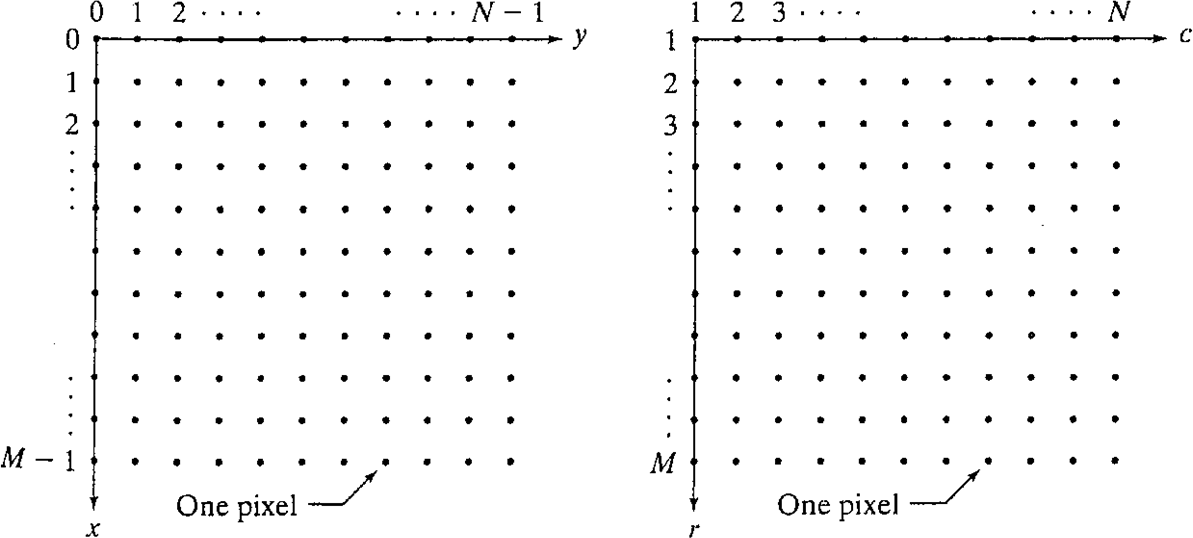 0 1 2 · · · · · · · · N − 1
0 y
1
2
M − 1
One pixel
x
1 2 3 · · · · · · · · N
1 c
2
3
M
One pixel
r